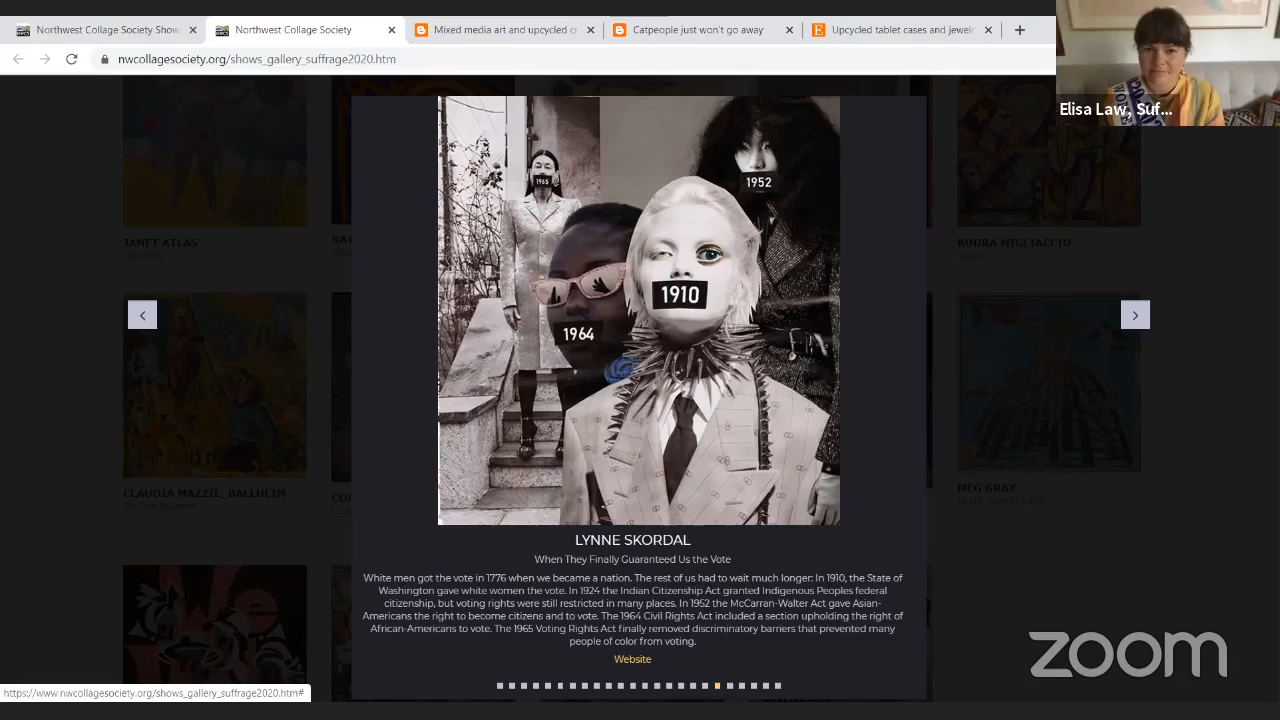 Northwest Collage Society Show
Northwest Collage Society
Mixed media art and upcycled cr
Catpeople just won't go away
Upcycled tablet cases and jewelr
nwcollagesociety.org/shows_gallery_suffrage2020.htm
Elisa Law, Suf...
1965
1952
1910
1964
JANET ATLAS
KUDRA MIGLIACCIO
CLAUDIA MAZZIE_BALLHEIM
MEG GRAY
LYNNE SKORDAL
When They Finally Guaranteed Us the Vote
White men got the vote in 1776 when we became a nation. The rest of us had to wait much longer: In 1910, the State of
Washington gave white women the vote. In 1924 the Indian Citizenship Act granted Indigenous Peoples federal
citizenship, but voting rights were still restricted in many places. In 1952 the McCarran-Walter Act gave Asian-
Americans the right to become citizens and to vote. The 1964 Civil Rights Act included a section upholding the right of
African-Americans to vote. The 1965 Voting Rights Act finally removed discriminatory barriers that prevented many
people of color from voting.
Website
https://www.nwcollagesociety.org/shows_gallery_suffrage2020.htm#
zoom